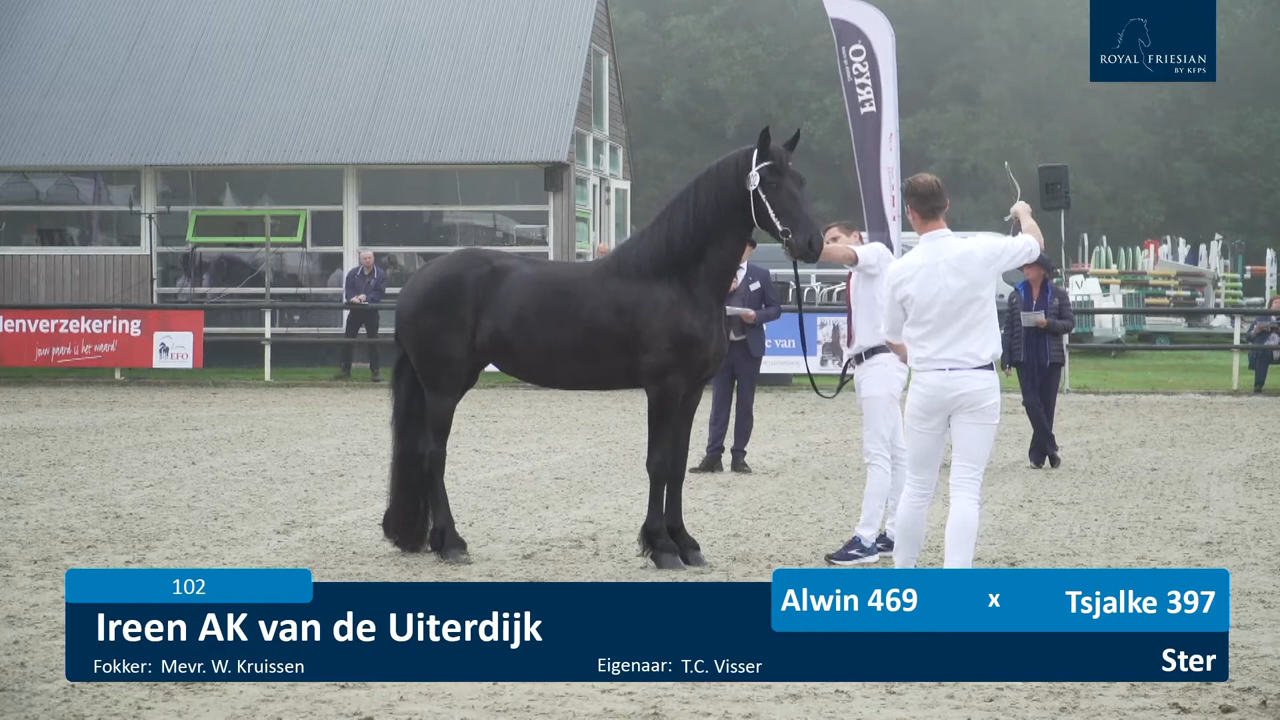 ROYAL FRIESIAN
BY KFPS
FRYSO
denverzekering
jouw paard is het waard!
EFO
e van
V
102
Ireen AK van de Uiterdijk
Fokker: Mevr. W. Kruissen
Eigenaar: T.C. Visser
Alwin 469 x Tsjalke 397
Ster